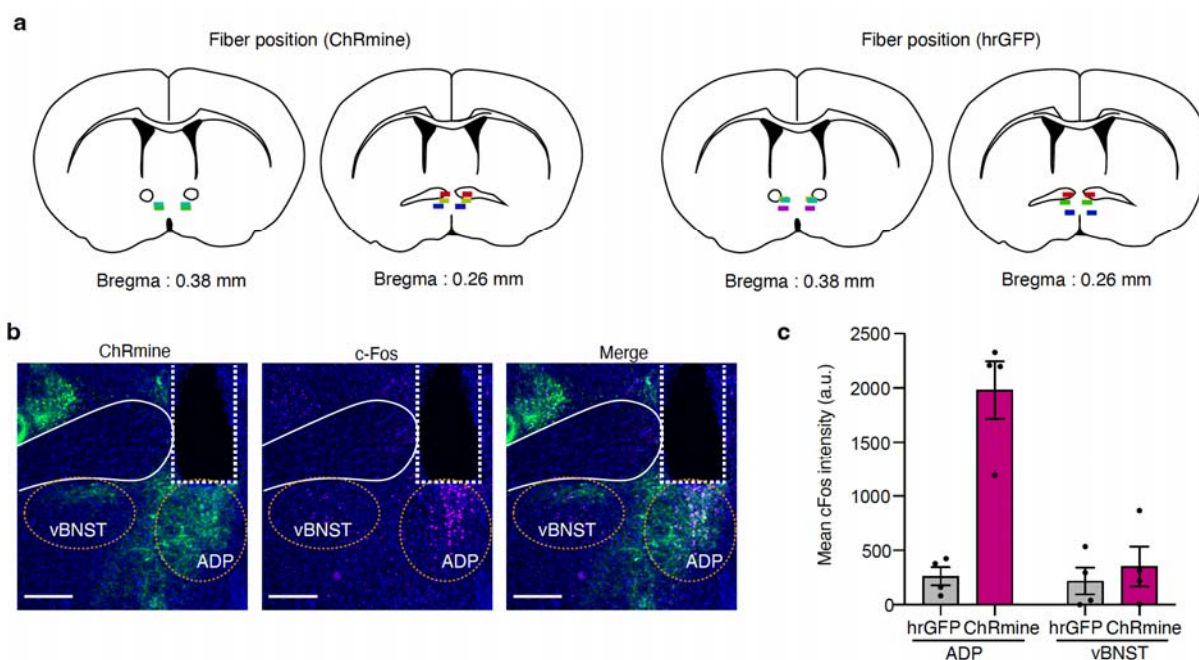 a
Fiber position (ChRmine)
Fiber position (hrGFP)
Bregma : 0.38 mm
Bregma : 0.26 mm
Bregma : 0.38 mm
Bregma : 0.26 mm
b
ChRmine
c-Fos
Merge
vBNST
ADP
vBNST
ADP
vBNST
ADP
c
Mean cFos intensity (a.u.)
2500
2000
1500
1000
500
0
hrGFP ChRmine
hrGFP ChRmine
ADP
vBNST